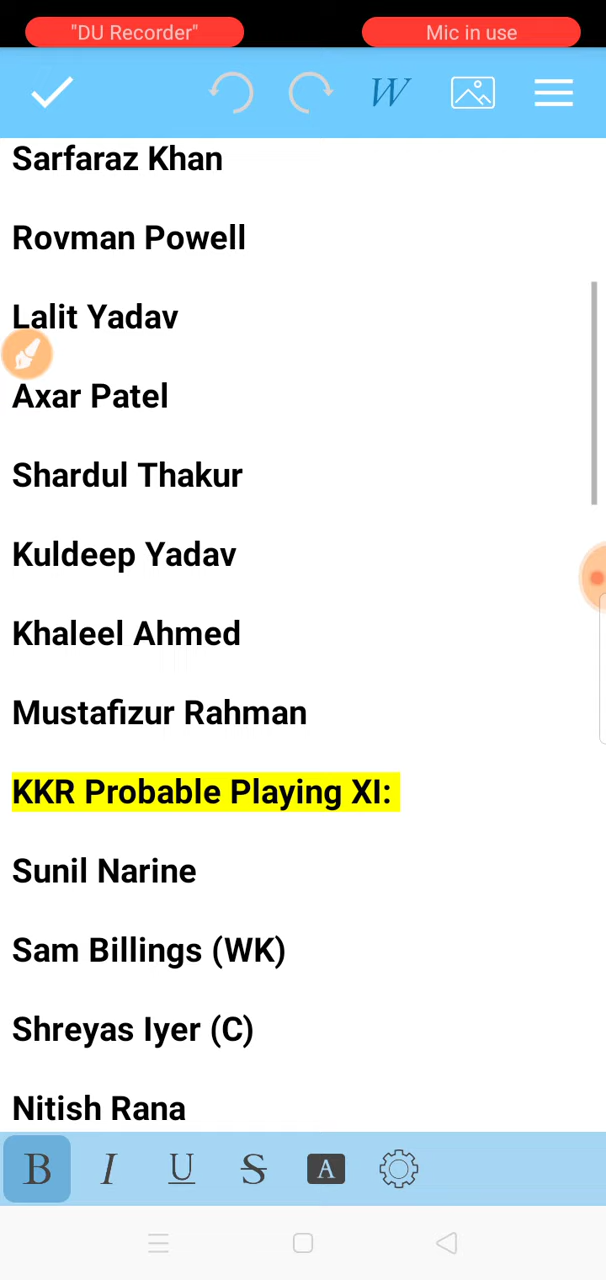 "DU Recorder" Mic in use
W
Sarfaraz Khan
Rovman Powell
Lalit Yadav
Axar Patel
Shardul Thakur
Kuldeep Yadav
Khaleel Ahmed
Mustafizur Rahman
KKR Probable Playing XI:
Sunil Narine
Sam Billings (WK)
Shreyas Iyer (C)
Nitish Rana
B I U S A